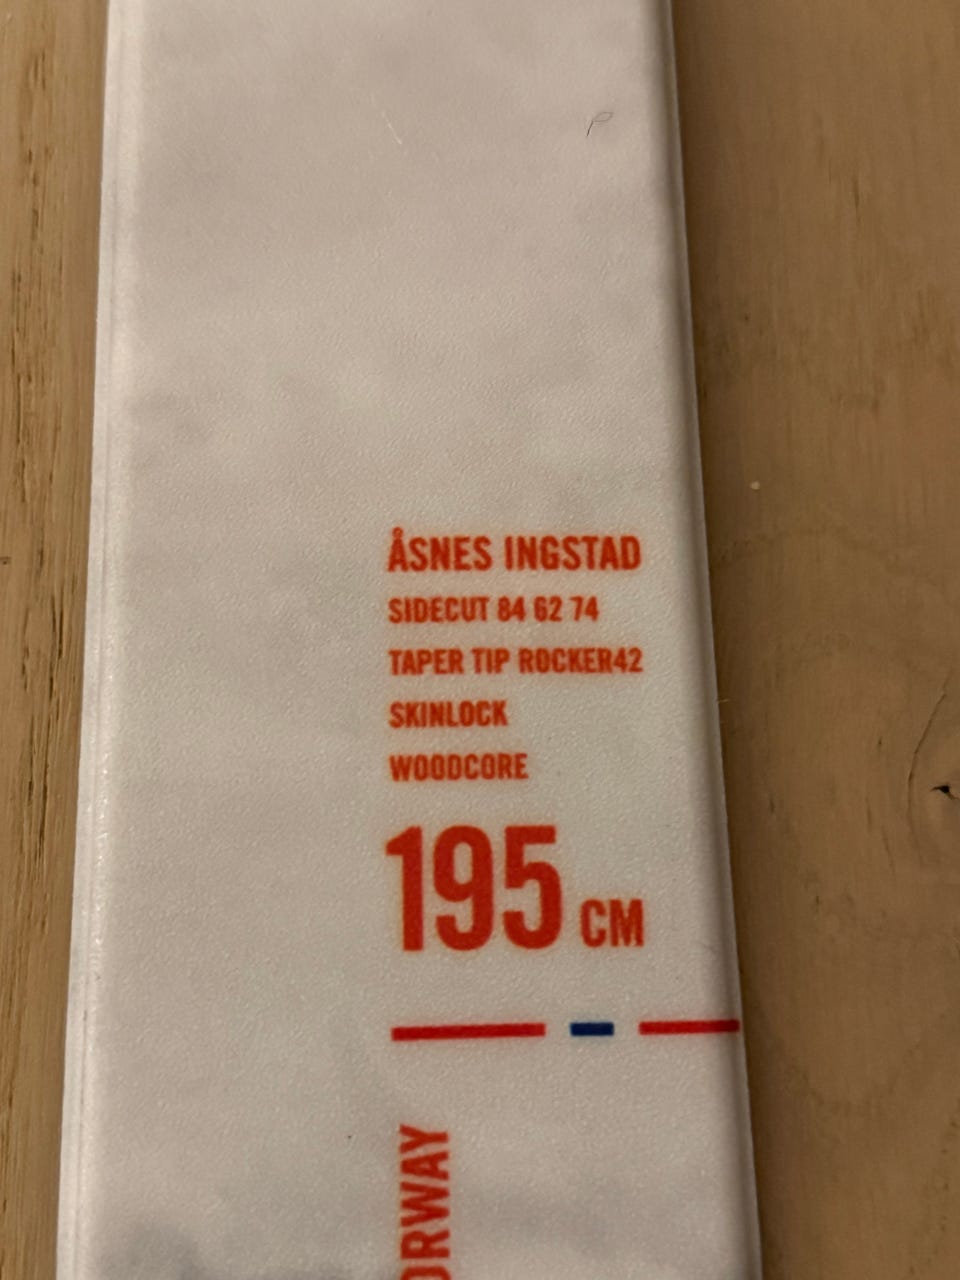 ÅSNES INGSTAD
SIDECUT 84 62 74
TAPER TIP ROCKER42
SKINLOCK
WOODCORE
195 CM